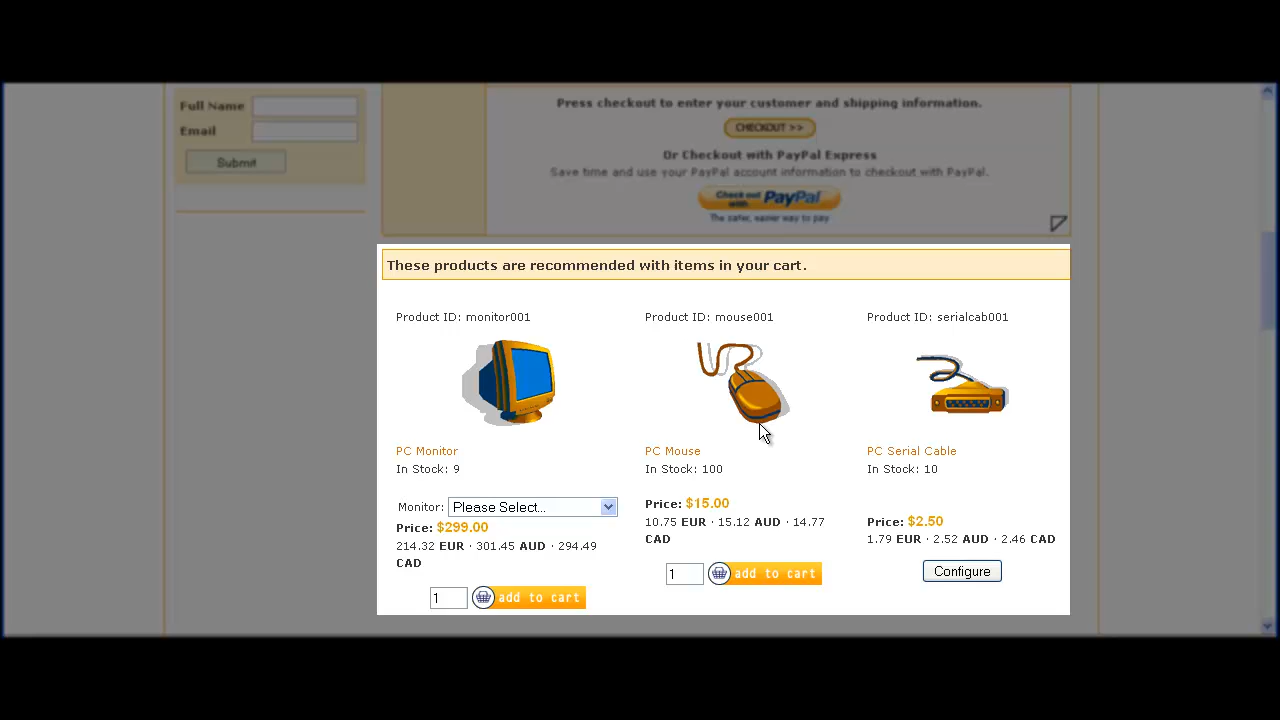 Full Name
Email
Submit
Press checkout to enter your customer and shipping information.
CHECKOUT >>
Or Checkout with PayPal Express
Save time and use your PayPal account information to checkout with PayPal.
Check out with PayPal
The safer, easier way to pay
These products are recommended with items in your cart.
Product ID: monitor001
PC Monitor
In Stock: 9
Monitor: Please Select...
Price: $299.00
214.32 EUR · 301.45 AUD · 294.49
CAD
1 add to cart
Product ID: mouse001
PC Mouse
In Stock: 100
Price: $15.00
10.75 EUR · 15.12 AUD · 14.77
CAD
1 add to cart
Product ID: serialcab001
PC Serial Cable
In Stock: 10
Price: $2.50
1.79 EUR · 2.52 AUD · 2.46 CAD
Configure